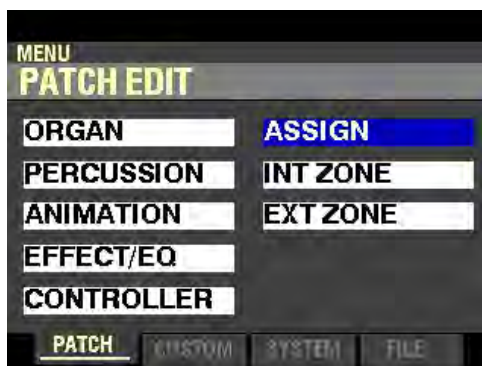 MENU
PATCH EDIT
ORGAN
ASSIGN
PERCUSSION
INT ZONE
ANIMATION
EXT ZONE
EFFECT/EQ
CONTROLLER
PATCH CUSTOM SYSTEM FILE